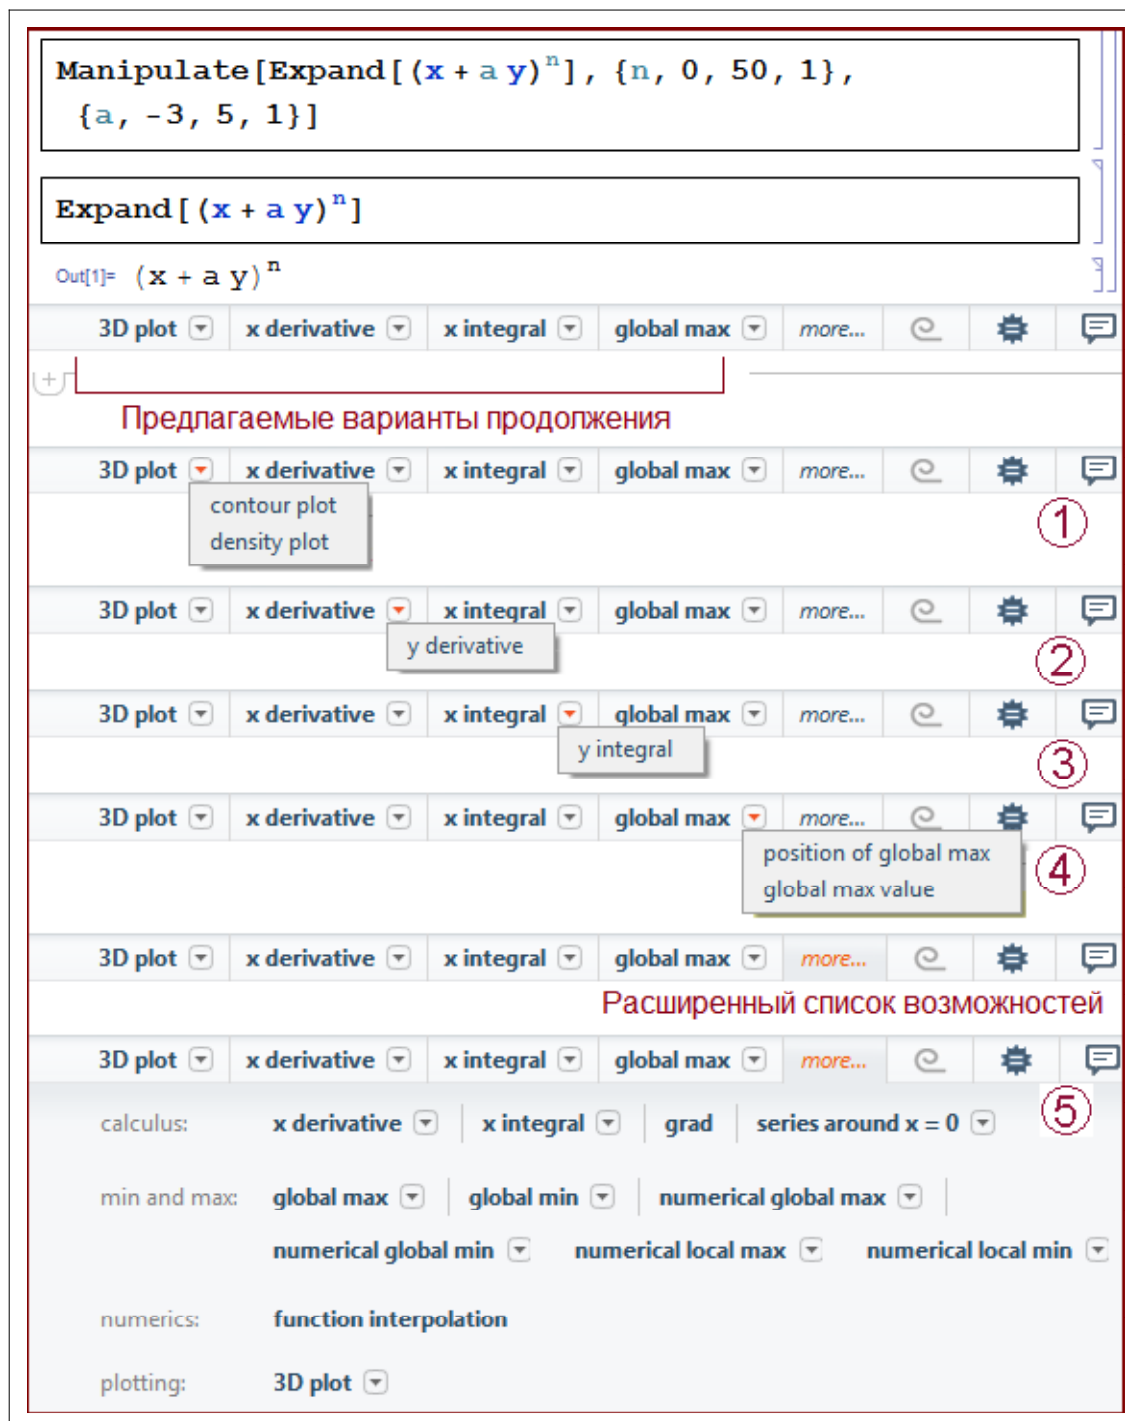 Manipulate[Expand[(x + a y)^n], {n, 0, 50, 1},
{a, -3, 5, 1}]
Expand[(x + a y)^n]
Out[1]= (x + a y)^n
3D plot x derivative x integral global max more...
Предлагаемые варианты продолжения
3D plot x derivative x integral global max more...
contour plot
density plot
1
3D plot x derivative x integral global max more...
y derivative
2
3D plot x derivative x integral global max more...
y integral
3
3D plot x derivative x integral global max more...
position of global max
global max value
4
3D plot x derivative x integral global max more...
Расширенный список возможностей
3D plot x derivative x integral global max more...
5
calculus: x derivative x integral grad series around x = 0
min and max: global max global min numerical global max
numerical global min numerical local max numerical local min
numerics: function interpolation
plotting: 3D plot